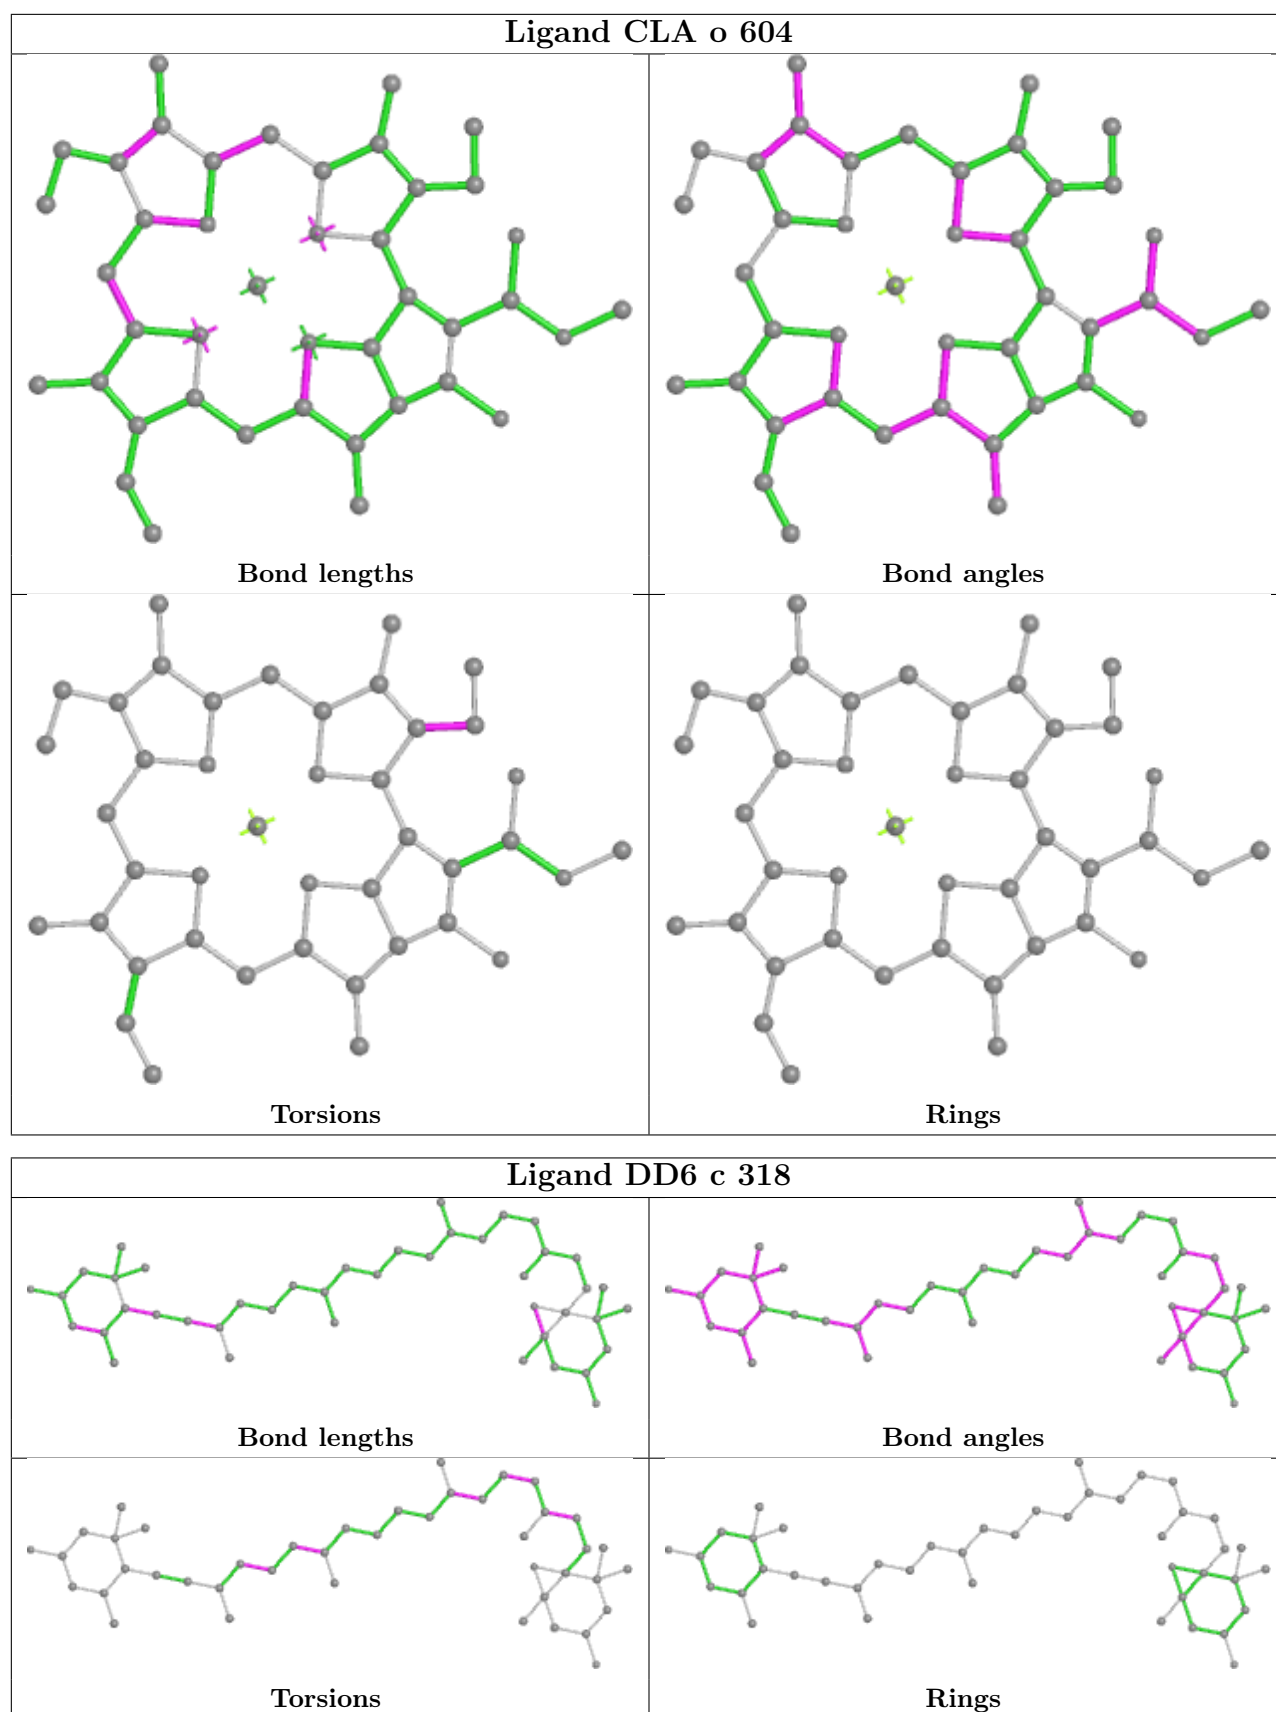 Ligand CLA o 604
Bond lengths
Bond angles
Torsions
Rings
Ligand DD6 c 318
Bond lengths
Bond angles
Torsions
Rings